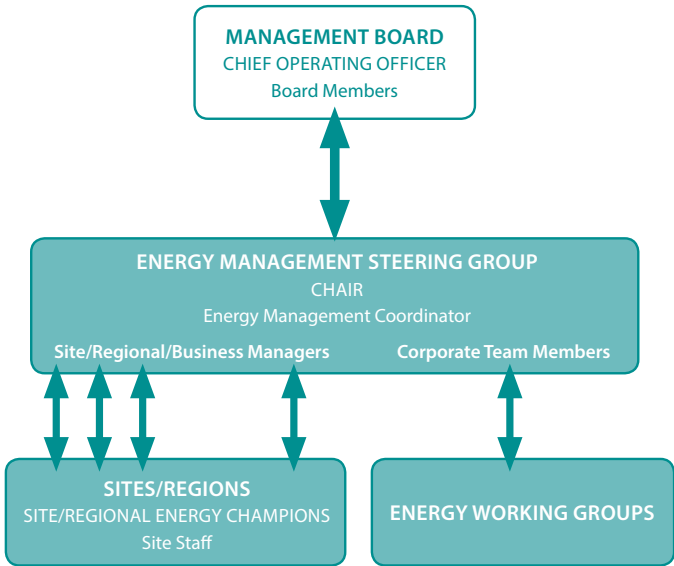 MANAGEMENT BOARD
CHIEF OPERATING OFFICER
Board Members
ENERGY MANAGEMENT STEERING GROUP
CHAIR
Energy Management Coordinator
Site/Regional/Business Managers
Corporate Team Members
SITES/REGIONS
SITE/REGIONAL ENERGY CHAMPIONS
Site Staff
ENERGY WORKING GROUPS